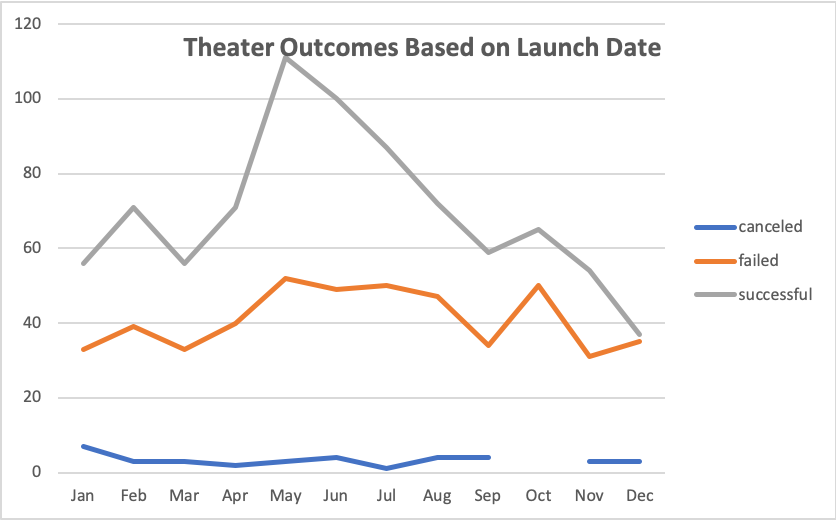 Theater Outcomes Based on Launch Date
120
100
80
60
40
20
0
Jan Feb Mar Apr May Jun Jul Aug Sep Oct Nov Dec
canceled
failed
successful